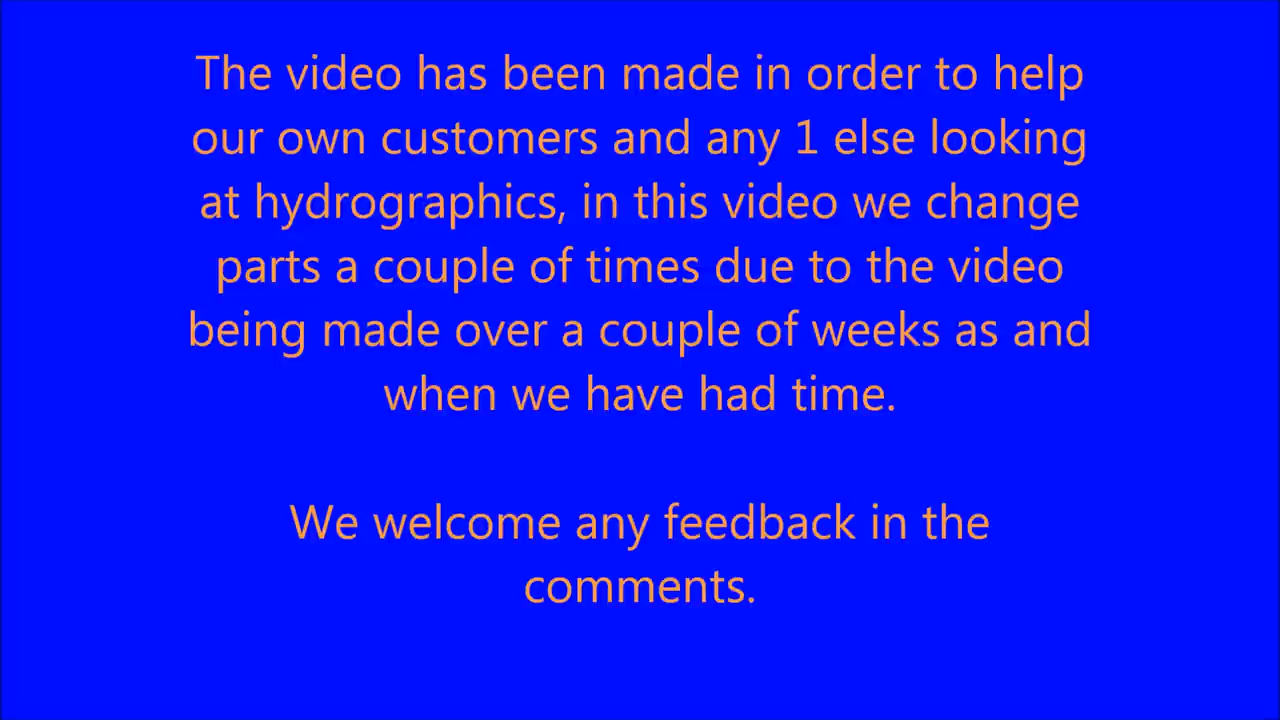 The video has been made in order to help
our own customers and any 1 else looking
at hydrographics, in this video we change
parts a couple of times due to the video
being made over a couple of weeks as and
when we have had time.
We welcome any feedback in the
comments.